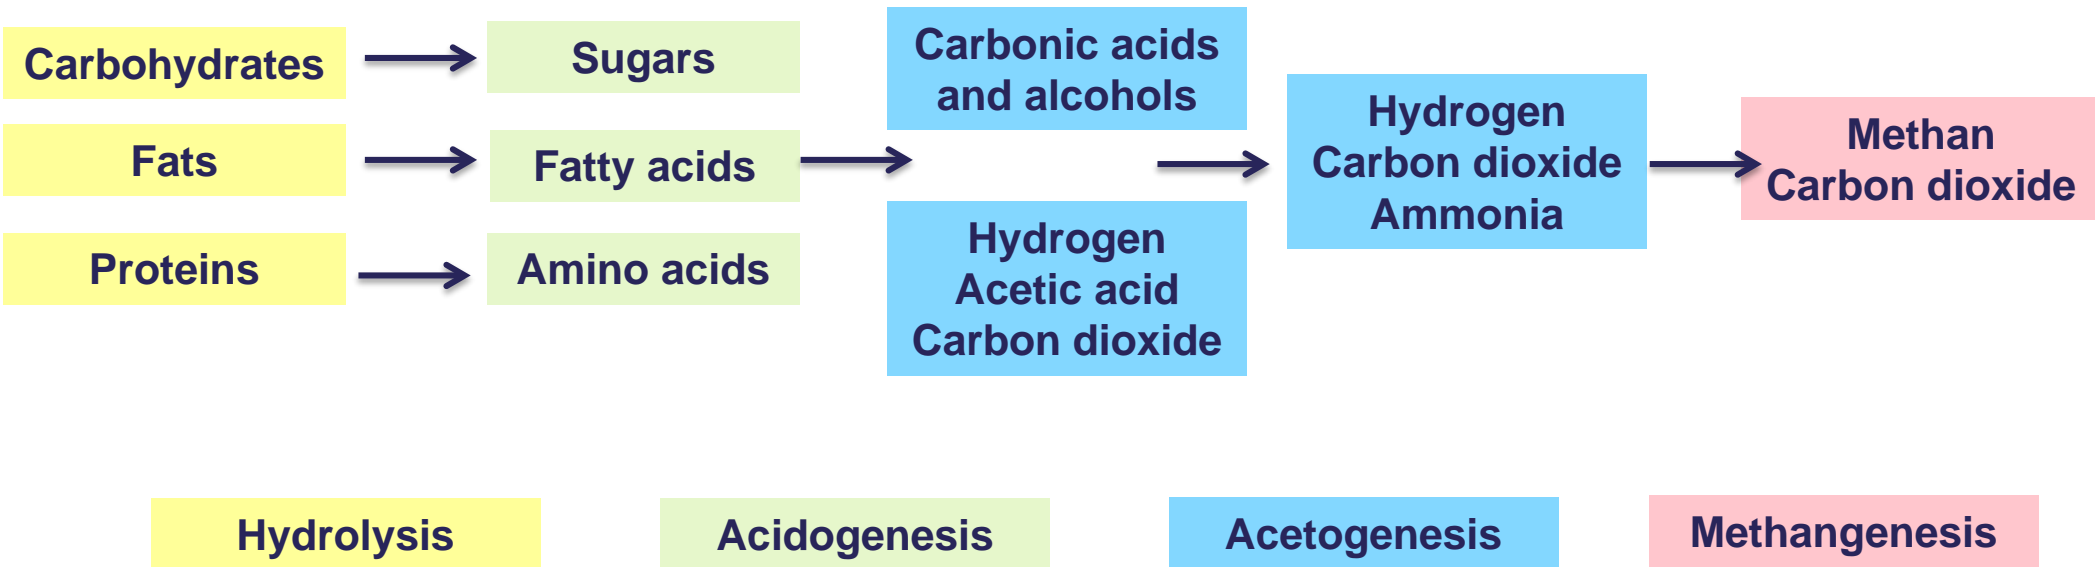 Carbohydrates
Fats
Proteins
Sugars
Fatty acids
Amino acids
Carbonic acids
and alcohols
Hydrogen
Acetic acid
Carbon dioxide
Hydrogen
Carbon dioxide
Ammonia
Methan
Carbon dioxide
Hydrolysis
Acidogenesis
Acetogenesis
Methangenesis